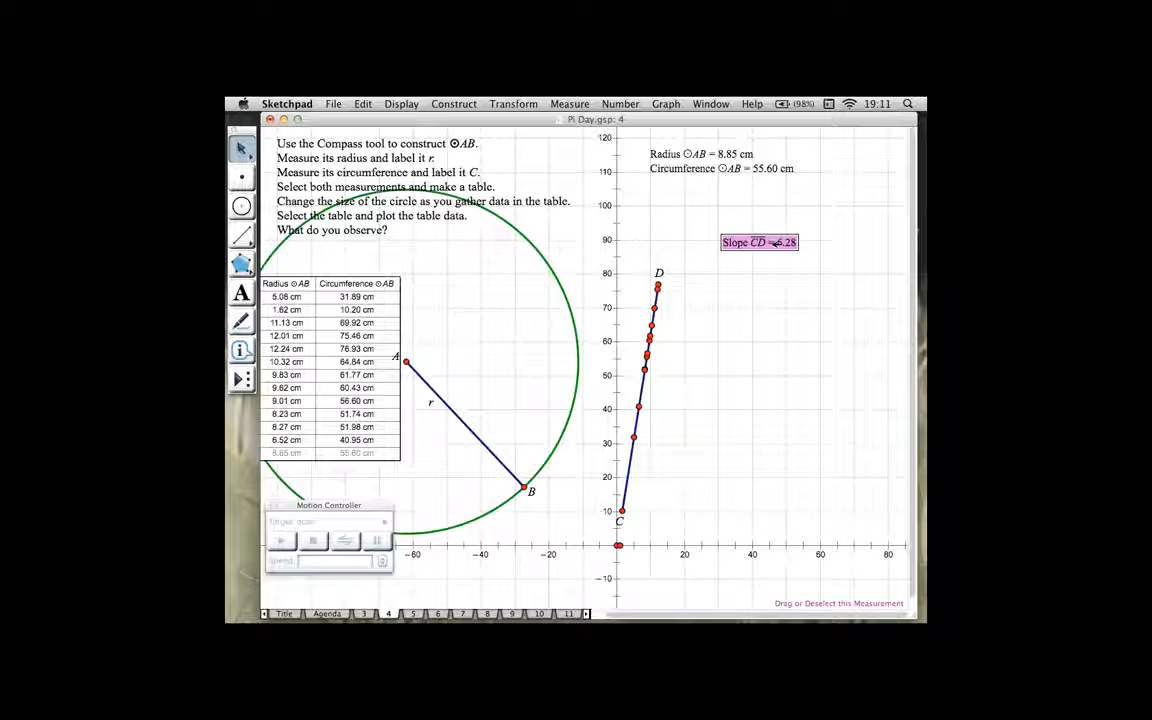 Sketchpad File Edit Display Construct Transform Measure Number Graph Window Help (98%) 19:11
Pi Day.gsp: 4
Use the Compass tool to construct ⊙AB.
Measure its radius and label it r.
Measure its circumference and label it C.
Select both measurements and make a table.
Change the size of the circle as you gather data in the table.
Select the table and plot the table data.
What do you observe?
Radius ⊙AB Circumference ⊙AB
5.08 cm 31.89 cm
1.62 cm 10.20 cm
11.13 cm 69.92 cm
12.01 cm 75.46 cm
12.24 cm 76.93 cm
10.32 cm 64.84 cm
9.83 cm 61.77 cm
9.62 cm 60.43 cm
9.01 cm 56.60 cm
8.23 cm 51.74 cm
8.27 cm 51.98 cm
6.52 cm 40.95 cm
8.85 cm 55.60 cm
A
r
B
Motion Controller
Speed:
-60 -40 -20 20 40 60 80
120
110
100
90
80
70
60
50
40
30
20
10
-10
Radius ⊙AB = 8.85 cm
Circumference ⊙AB = 55.60 cm
Slope CD = 6.28
D
C
Drag or Deselect this Measurement
Title Agenda 3 4 5 6 7 8 9 10 11
A